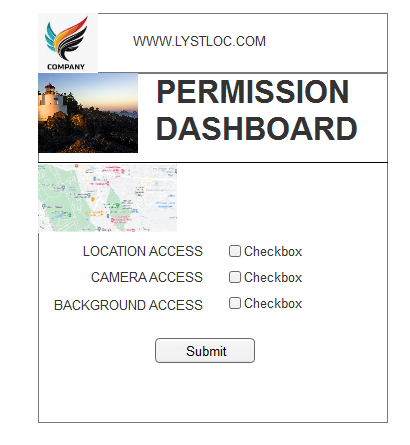 COMPANY
WWW.LYSTLOC.COM
PERMISSION
DASHBOARD
LOCATION ACCESS Checkbox
CAMERA ACCESS Checkbox
BACKGROUND ACCESS Checkbox
Submit